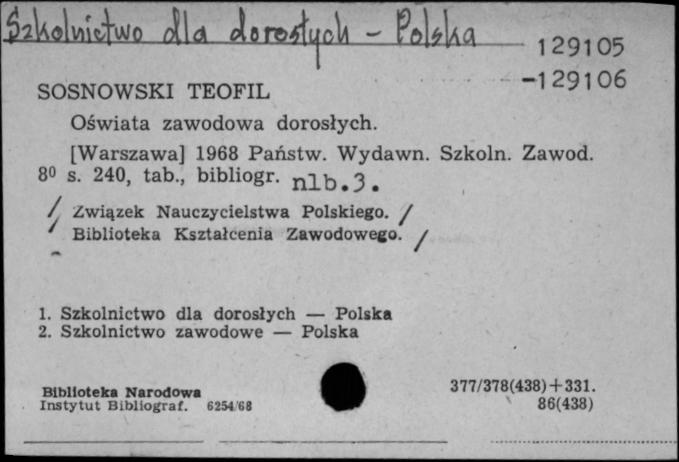 Szkolnictwo dla dorosłych - Polska
129105
-129106
SOSNOWSKI TEOFIL
Oświata zawodowa dorosłych.
[Warszawa] 1968 Państw. Wydawn. Szkoln. Zawod.
8⁰ s. 240, tab., bibliogr. nlb.3.
/ Związek Nauczycielstwa Polskiego. /
/ Biblioteka Kształcenia Zawodowego. /
1. Szkolnictwo dla dorosłych — Polska
2. Szkolnictwo zawodowe — Polska
Biblioteka Narodowa
Instytut Bibliograf. 6254/68
377/378(438)+331.
86(438)